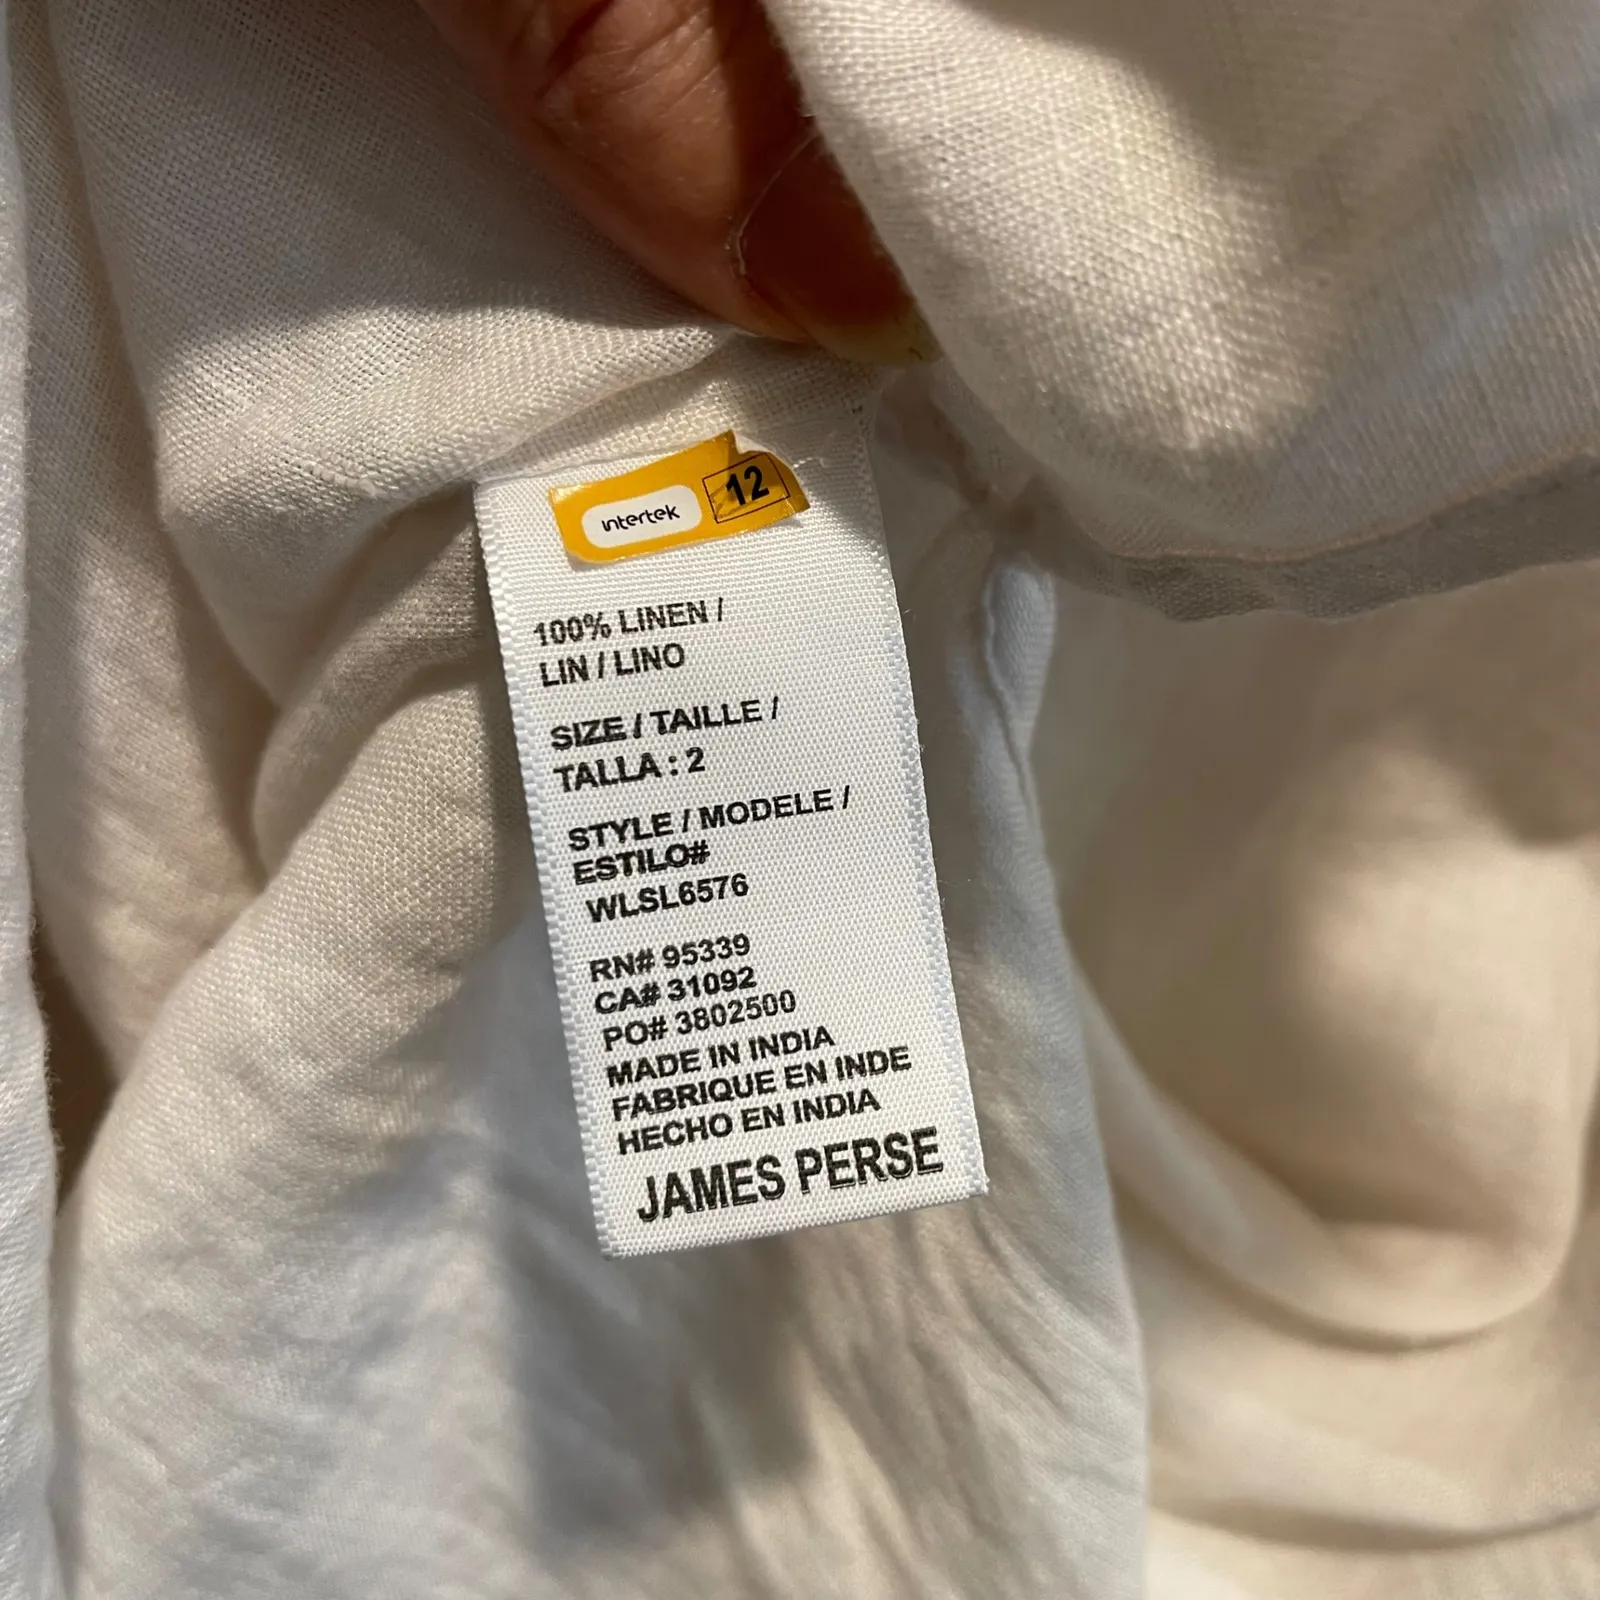 intertek 12
100% LINEN /
LIN / LINO
SIZE / TAILLE /
TALLA : 2
STYLE / MODELE /
ESTILO#
WLSL6576
RN# 95339
CA# 31092
PO# 3802500
MADE IN INDIA
FABRIQUE EN INDE
HECHO EN INDIA
JAMES PERSE